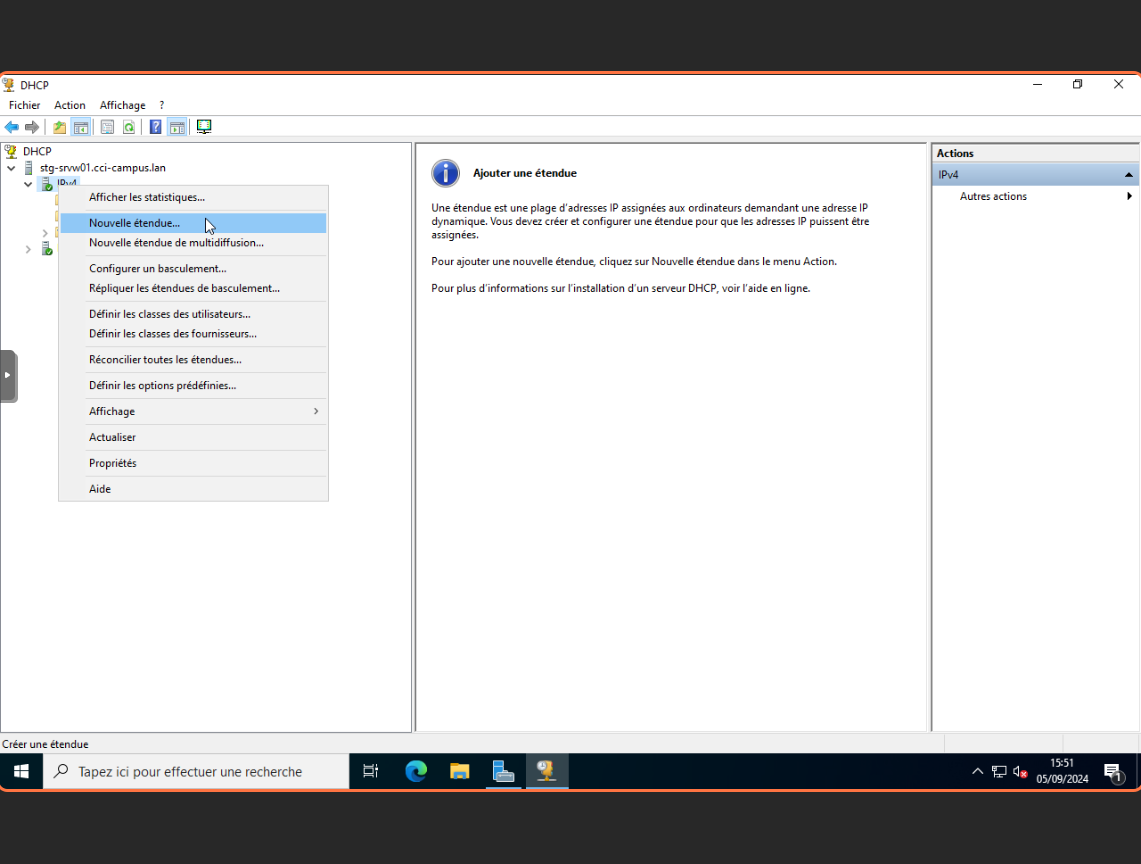 DHCP
Fichier Action Affichage ?
DHCP
stg-srvw01.cci-campus.lan
IPv4
Afficher les statistiques...
Nouvelle étendue...
Nouvelle étendue de multidiffusion...
Configurer un basculement...
Répliquer les étendues de basculement...
Définir les classes des utilisateurs...
Définir les classes des fournisseurs...
Réconcilier toutes les étendues...
Définir les options prédéfinies...
Affichage
Actualiser
Propriétés
Aide
Ajouter une étendue
Une étendue est une plage d'adresses IP assignées aux ordinateurs demandant une adresse IP
dynamique. Vous devez créer et configurer une étendue pour que les adresses IP puissent être
assignées.
Pour ajouter une nouvelle étendue, cliquez sur Nouvelle étendue dans le menu Action.
Pour plus d'informations sur l'installation d'un serveur DHCP, voir l'aide en ligne.
Actions
IPv4
Autres actions
Créer une étendue
Tapez ici pour effectuer une recherche
15:51
05/09/2024
1